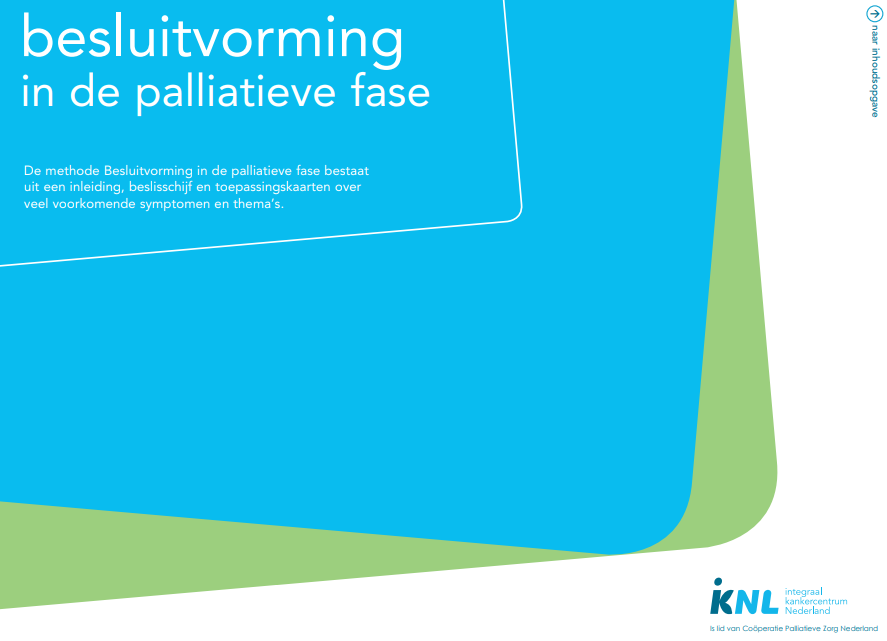 besluitvorming
in de palliatieve fase
De methode Besluitvorming in de palliatieve fase bestaat
uit een inleiding, beslisschijf en toepassingskaarten over
veel voorkomende symptomen en thema's.
naar inhoudsopgave
iKNL
integraal
kankercentrum
Nederland
Is lid van Coöperatie Palliatieve Zorg Nederland